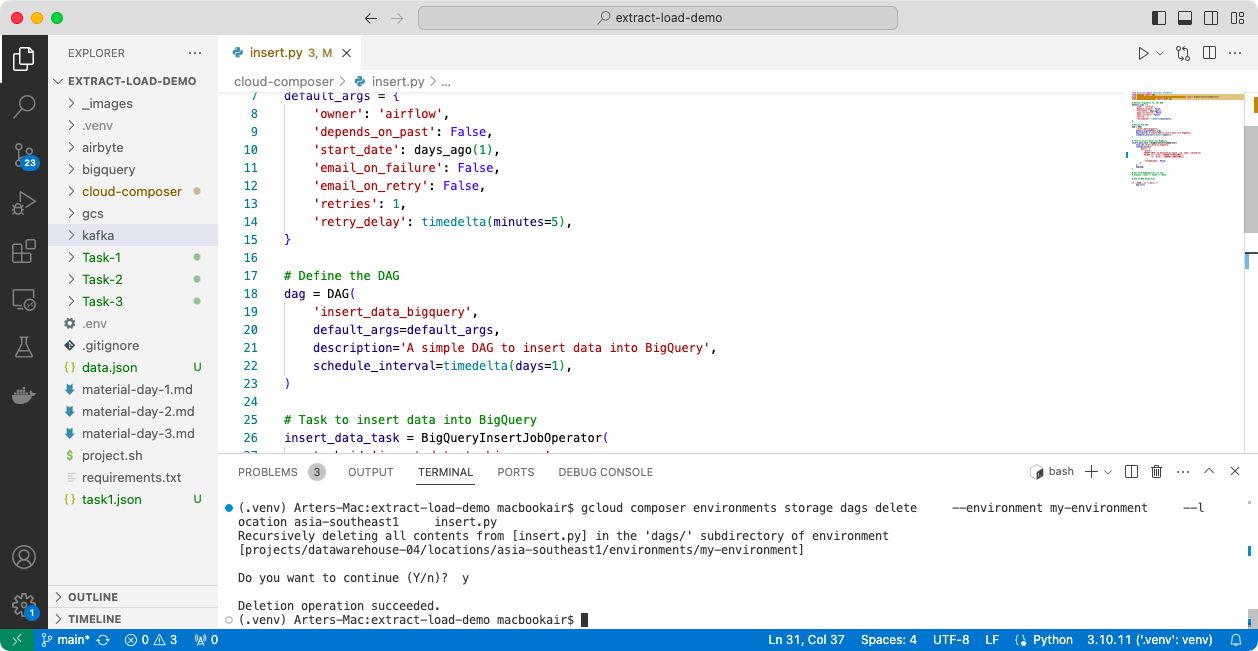 extract-load-demo
EXPLORER
insert.py 3, M
EXTRACT-LOAD-DEMO
cloud-composer > insert.py > ...
_images
.venv
airbyte
bigquery
cloud-composer
gcs
kafka
Task-1
Task-2
Task-3
.env
.gitignore
data.json U
material-day-1.md
material-day-2.md
material-day-3.md
project.sh
requirements.txt
task1.json U
OUTLINE
TIMELINE
23
1
7 default_args = {
8 'owner': 'airflow',
9 'depends_on_past': False,
10 'start_date': days_ago(1),
11 'email_on_failure': False,
12 'email_on_retry': False,
13 'retries': 1,
14 'retry_delay': timedelta(minutes=5),
15 }
16
17 # Define the DAG
18 dag = DAG(
19 'insert_data_bigquery',
20 default_args=default_args,
21 description='A simple DAG to insert data into BigQuery',
22 schedule_interval=timedelta(days=1),
23 )
24
25 # Task to insert data into BigQuery
26 insert_data_task = BigQueryInsertJobOperator(
PROBLEMS 3 OUTPUT TERMINAL PORTS DEBUG CONSOLE
bash
(.venv) Arters-Mac:extract-load-demo macbookair$ gcloud composer environments storage dags delete --environment my-environment --l
ocation asia-southeast1 insert.py
Recursively deleting all contents from [insert.py] in the 'dags/' subdirectory of environment
[projects/datawarehouse-04/locations/asia-southeast1/environments/my-environment]
Do you want to continue (Y/n)? y
Deletion operation succeeded.
(.venv) Arters-Mac:extract-load-demo macbookair$
main* 0 3 0 Ln 31, Col 37 Spaces: 4 UTF-8 LF Python 3.10.11 ('.venv': venv)